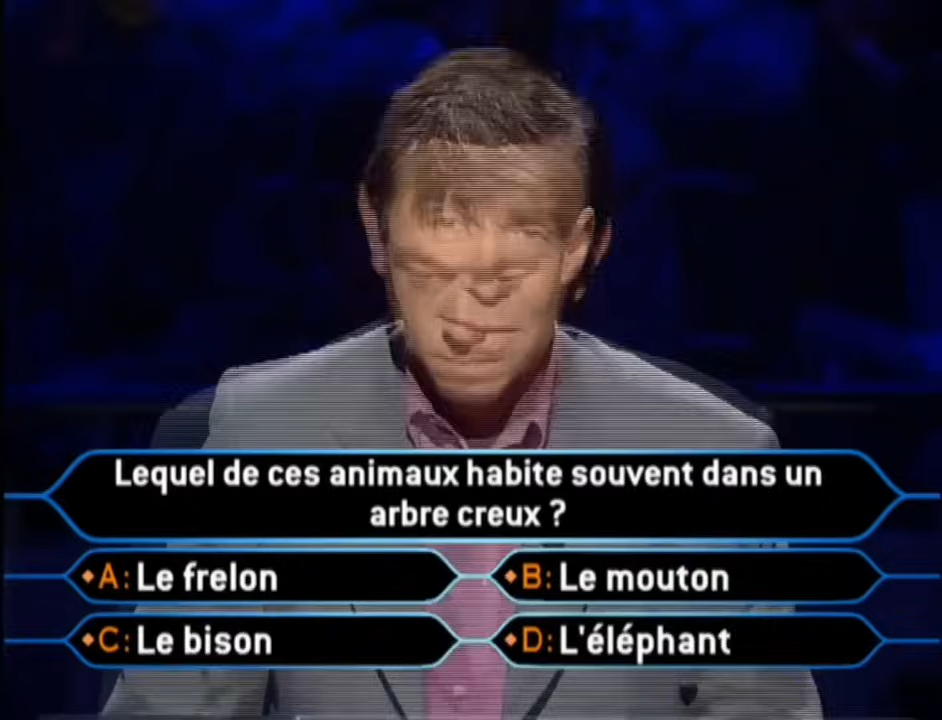 Lequel de ces animaux habite souvent dans un
arbre creux ?
A: Le frelon
B: Le mouton
C: Le bison
D: L'éléphant